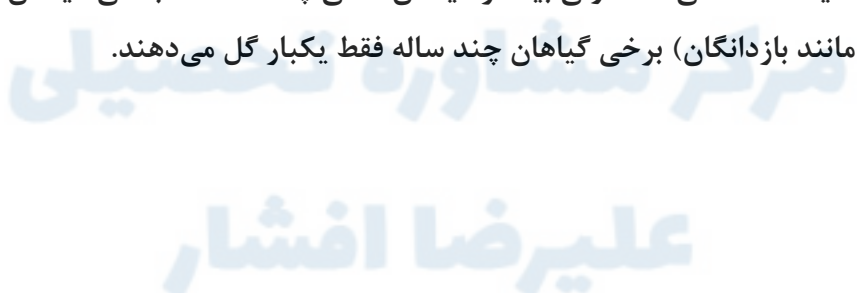 مانند بازدانگان) برخی گیاهان چند ساله فقط یکبار گل می‌دهند.
مرکز مشاوره تحصیلی
علیرضا افشار